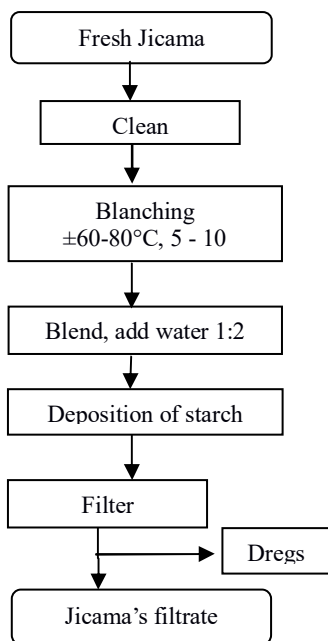 Fresh Jicama
Clean
Blanching
±60-80°C, 5 - 10
Blend, add water 1:2
Deposition of starch
Filter
Dregs
Jicama's filtrate